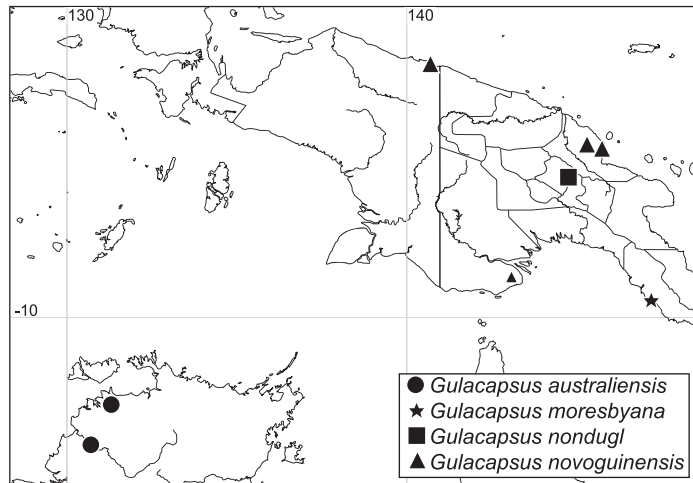 130
140
-10
Gulacapsus australiensis
Gulacapsus moresbyana
Gulacapsus nondugl
Gulacapsus novoguinensis